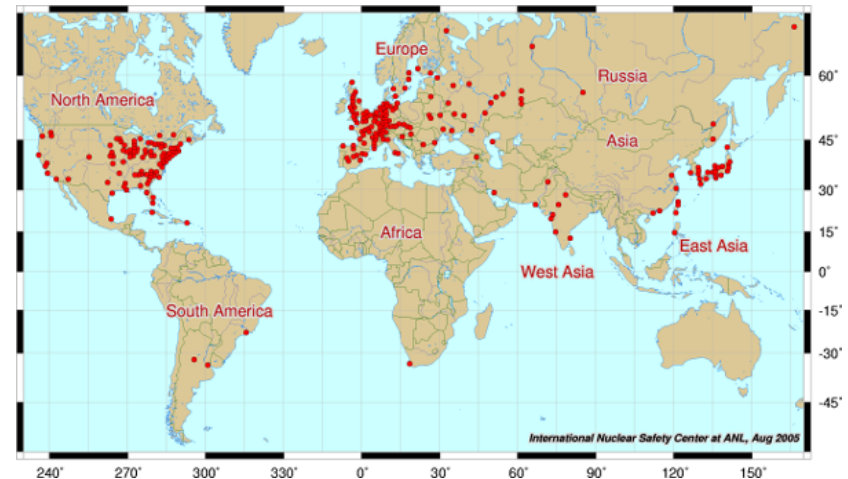 Europe
North America
Russia
Asia
Africa
East Asia
West Asia
South America
60°
45°
30°
15°
0°
-15°
-30°
-45°
International Nuclear Safety Center at ANL, Aug 2005
240° 270° 300° 330° 0° 30° 60° 90° 120° 150°